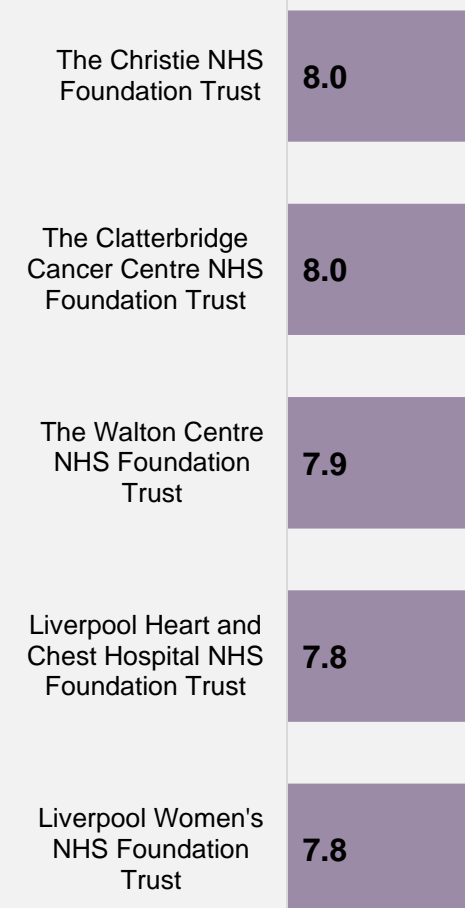 The Christie NHS
Foundation Trust
8.0
The Clatterbridge
Cancer Centre NHS
Foundation Trust
8.0
The Walton Centre
NHS Foundation
Trust
7.9
Liverpool Heart and
Chest Hospital NHS
Foundation Trust
7.8
Liverpool Women's
NHS Foundation
Trust
7.8